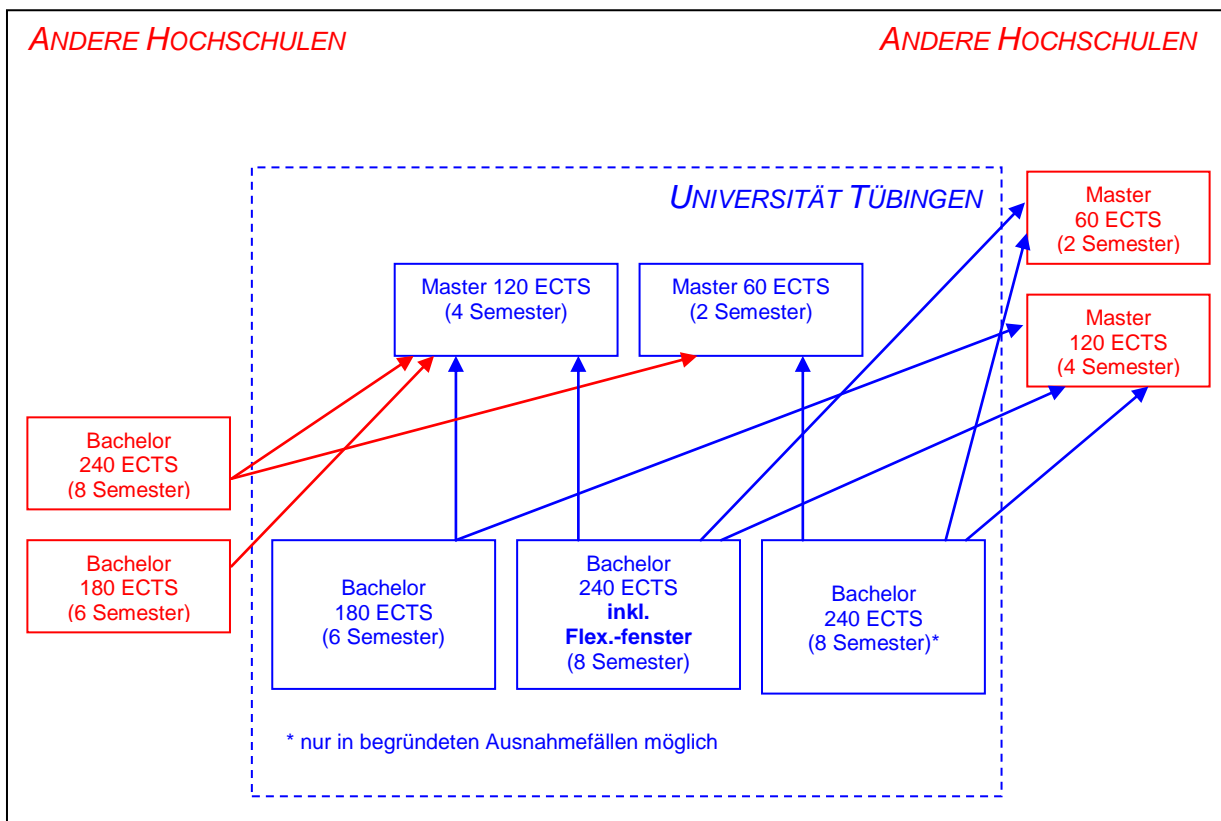 ANDERE HOCHSCHULEN
ANDERE HOCHSCHULEN
UNIVERSITÄT TÜBINGEN
Master
60 ECTS
(2 Semester)
Master 120 ECTS
(4 Semester)
Master 60 ECTS
(2 Semester)
Master
120 ECTS
(4 Semester)
Bachelor
240 ECTS
(8 Semester)
Bachelor
180 ECTS
(6 Semester)
Bachelor
180 ECTS
(6 Semester)
Bachelor
240 ECTS
inkl.
Flex.-fenster
(8 Semester)
Bachelor
240 ECTS
(8 Semester)*
* nur in begründeten Ausnahmefällen möglich